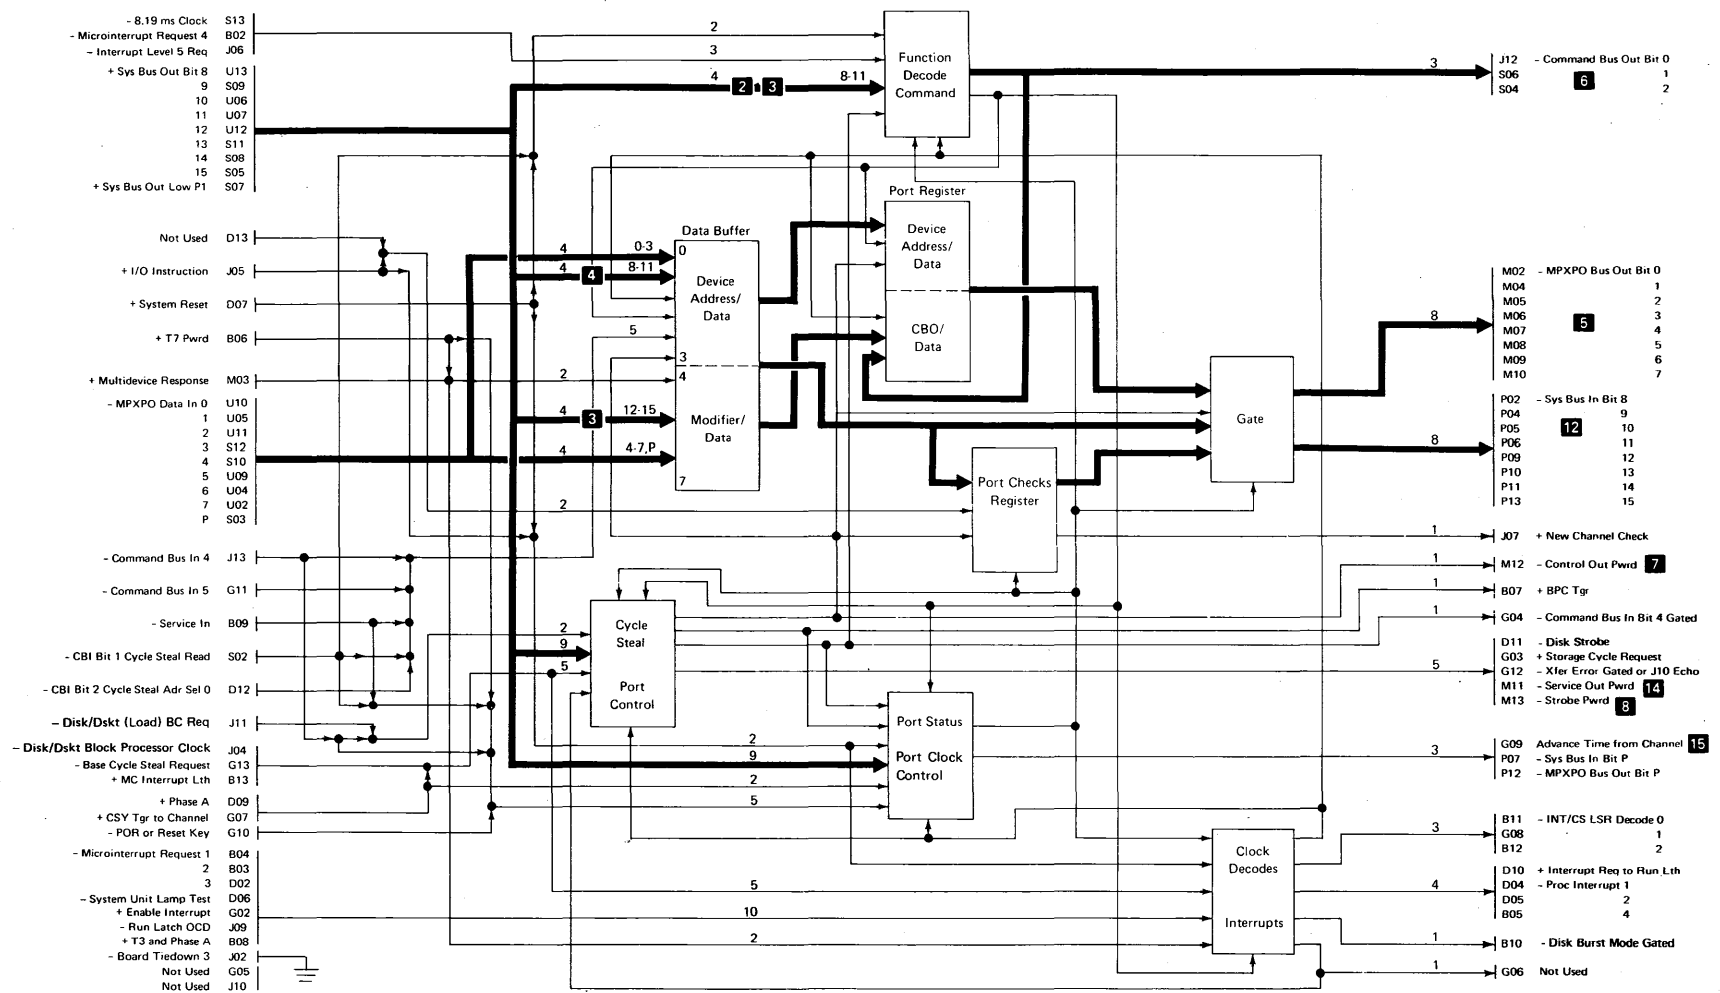 - 8.19 ms Clock S13
- Microinterrupt Request 4 B02
- Interrupt Level 5 Req J06
+ Sys Bus Out Bit 8 U13
9 S09
10 U06
11 U07
12 U12
13 S11
14 S08
15 S05
+ Sys Bus Out Low P1 S07
Not Used D13
+ I/O Instruction J05
+ System Reset D07
+ T7 Pwrd B06
+ Multidevice Response M03
- MPXPO Data In 0 U10
1 U05
2 U11
3 S12
4 S10
5 U09
6 U04
7 U02
P S03
- Command Bus In 4 J13
- Command Bus In 5 G11
- Service In B09
- CBI Bit 1 Cycle Steal Read S02
- CBI Bit 2 Cycle Steal Adr Sel 0 D12
- Disk/Dskt (Load) BC Req J11
- Disk/Dskt Block Processor Clock J04
- Base Cycle Steal Request G13
+ MC Interrupt Lth B13
+ Phase A D09
+ CSY Tgr to Channel G07
- POR or Reset Key G10
- Microinterrupt Request 1 B04
2 B03
3 D02
- System Unit Lamp Test D06
+ Enable Interrupt G02
- Run Latch OCD J09
+ T3 and Phase A B08
- Board Tiedown 3 J02
Not Used G05
Not Used J10
2
3
4 2 3 8-11
Function
Decode
Command
Port Register
Device
Address/
Data
CBO/
Data
Data Buffer
4 0-3
4 4 8-11
5
2
4 3 12-15
4 4-7,P
0
Device
Address/
Data
3
4
Modifier/
Data
7
2
Port Checks
Register
Gate
2
9
5
Cycle
Steal
Port
Control
2
9
2
5
Port Status
Port Clock
Control
5
10
2
Clock
Decodes
Interrupts
3
J12 - Command Bus Out Bit 0
S06 6 1
S04 2
8
M02 - MPXPO Bus Out Bit 0
M04 1
M05 2
M06 5 3
M07 4
M08 5
M09 6
M10 7
8
P02 - Sys Bus In Bit 8
P04 9
P05 12 10
P06 11
P09 12
P10 13
P11 14
P13 15
1 J07 + New Channel Check
1 M12 - Control Out Pwrd 7
1 B07 + BPC Tgr
1 G04 - Command Bus In Bit 4 Gated
5
D11 - Disk Strobe
G03 + Storage Cycle Request
G12 - Xfer Error Gated or J10 Echo
M11 - Service Out Pwrd 14
M13 - Strobe Pwrd 8
3
G09 Advance Time from Channel 15
P07 - Sys Bus In Bit P
P12 - MPXPO Bus Out Bit P
3
B11 - INT/CS LSR Decode 0
G08 1
B12 2
4
D10 + Interrupt Req to Run Lth
D04 - Proc Interrupt 1
D05 2
B05 4
1 B10 - Disk Burst Mode Gated
1 G06 Not Used